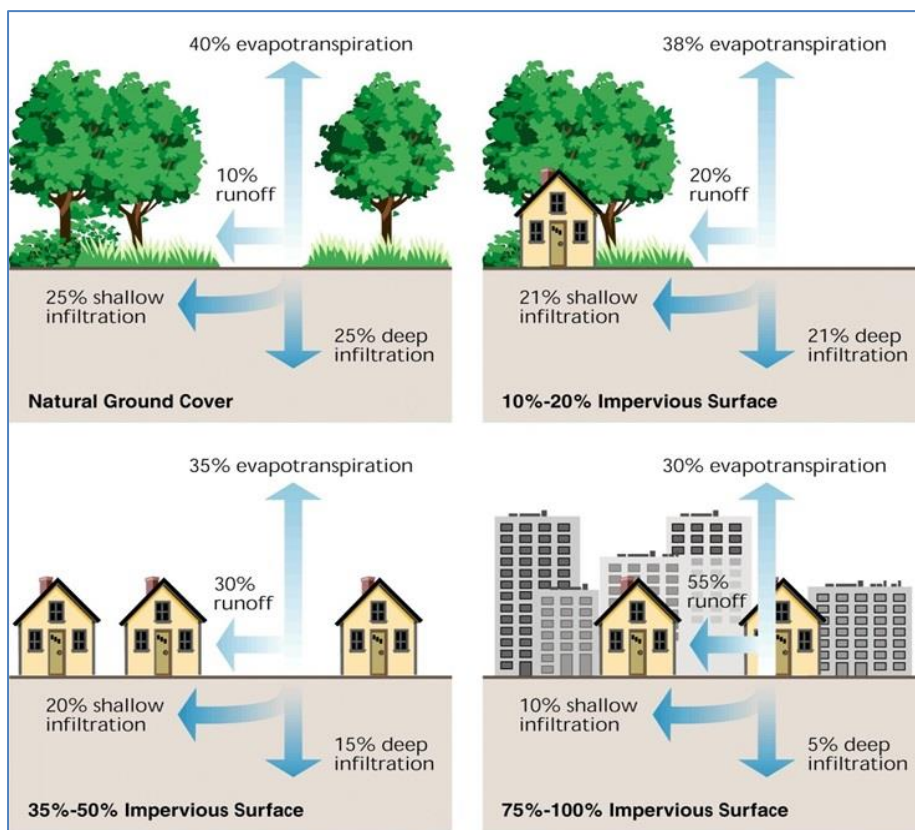 40% evapotranspiration
10%
runoff
25% shallow
infiltration
25% deep
infiltration
Natural Ground Cover
38% evapotranspiration
20%
runoff
21% shallow
infiltration
21% deep
infiltration
10%-20% Impervious Surface
35% evapotranspiration
30%
runoff
20% shallow
infiltration
15% deep
infiltration
35%-50% Impervious Surface
30% evapotranspiration
55%
runoff
10% shallow
infiltration
5% deep
infiltration
75%-100% Impervious Surface